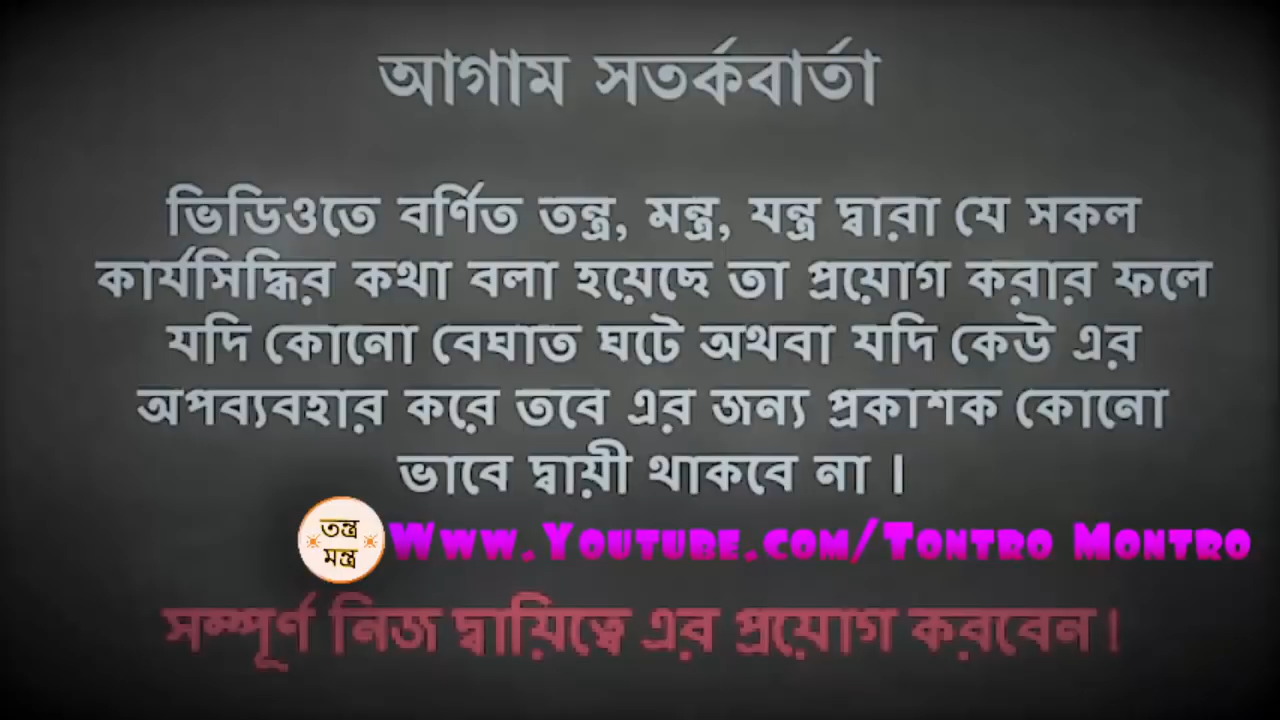 আগাম সতর্কবার্তা
ভিডিওতে বর্ণিত তন্ত্র, মন্ত্র, যন্ত্র দ্বারা যে সকল
কার্যসিদ্ধির কথা বলা হয়েছে তা প্রয়োগ করার ফলে
যদি কোনো বেঘাত ঘটে অথবা যদি কেউ এর
অপব্যবহার করে তবে এর জন্য প্রকাশক কোনো
ভাবে দ্বায়ী থাকবে না ।
তন্ত্র
মন্ত্র
Www.Youtube.com/Tontro Montro
সম্পূর্ণ নিজ দ্বায়িত্বে এর প্রয়োগ করবেন।